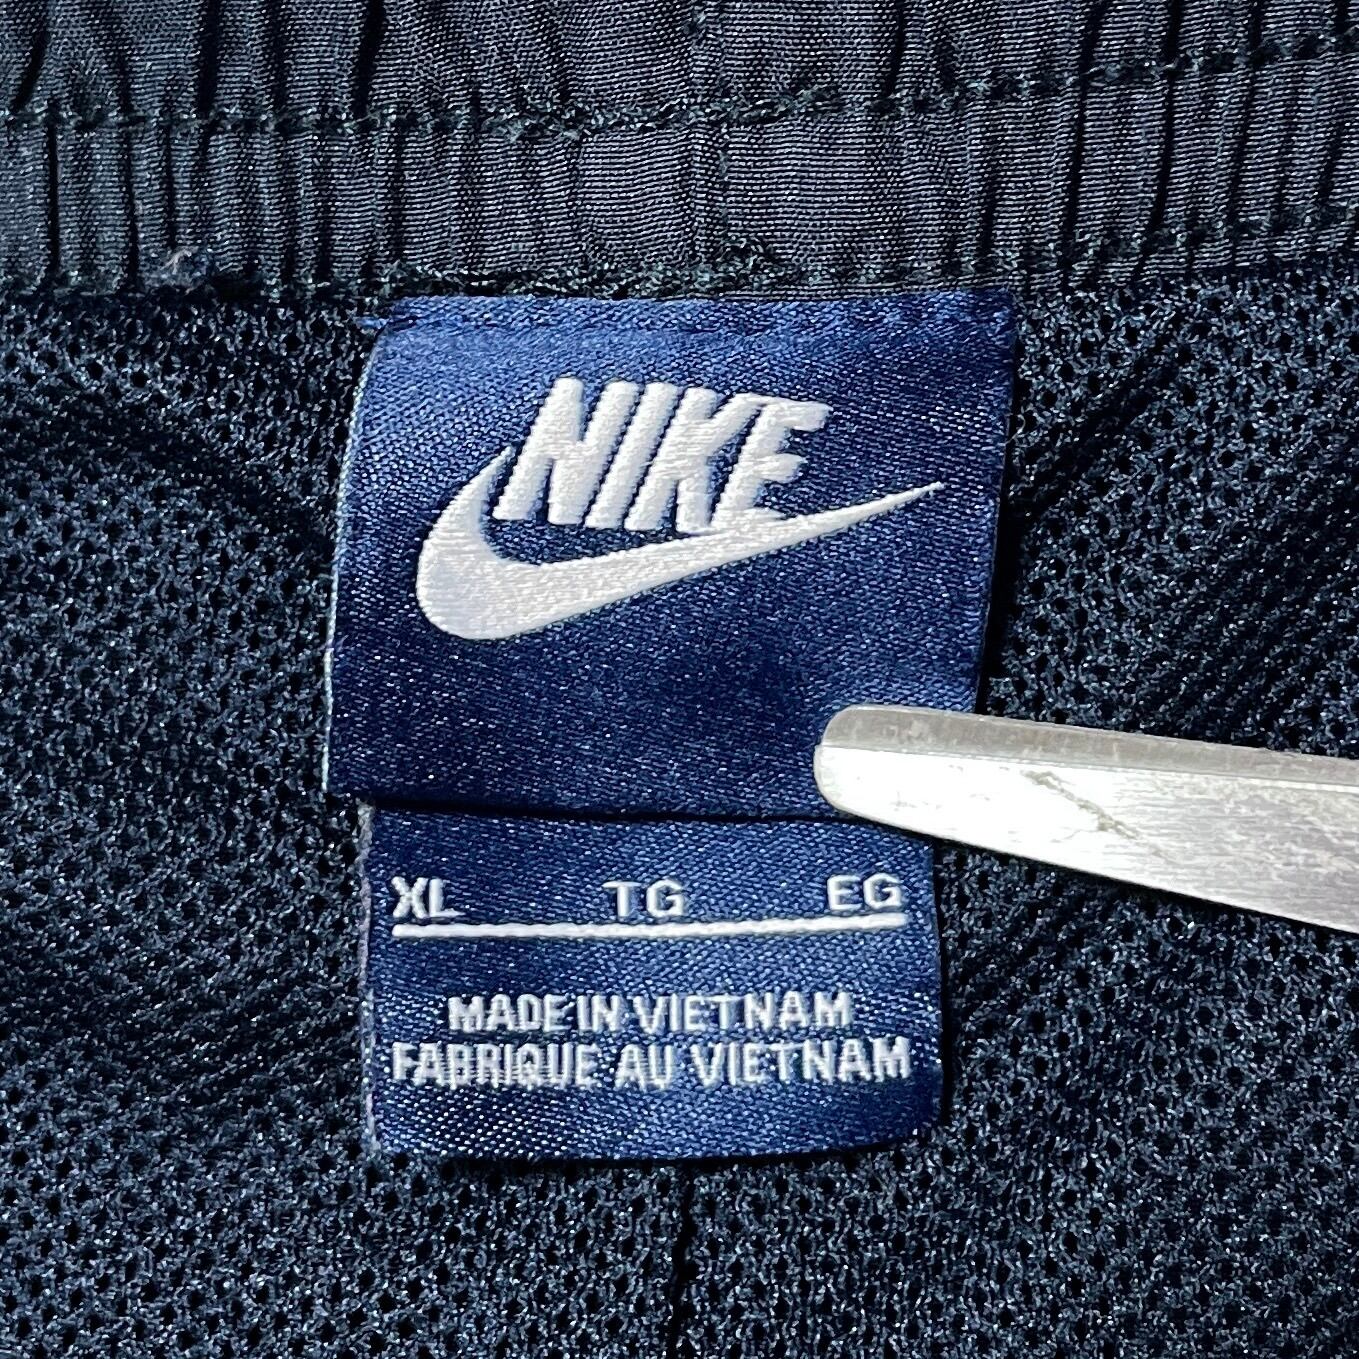 NIKE
XL TG EG
MADE IN VIETNAM
FABRIQUE AU VIETNAM